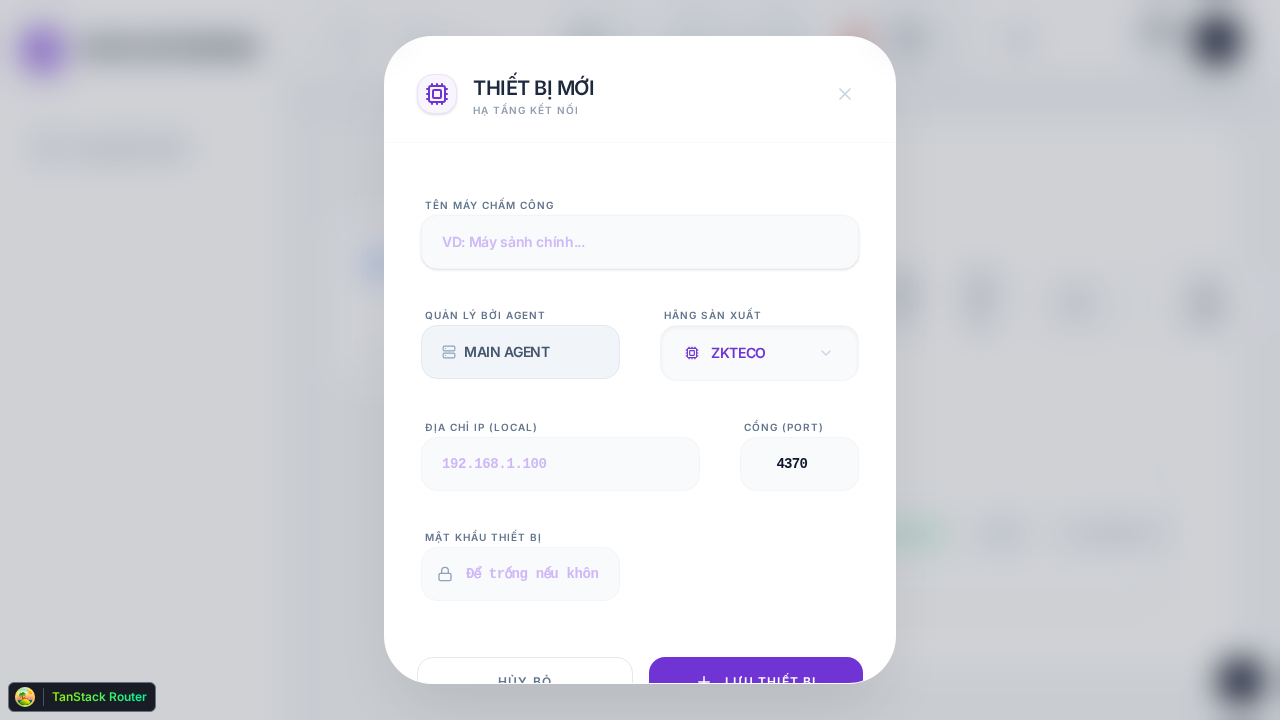 THIẾT BỊ MỚI
HẠ TẦNG KẾT NỐI
TÊN MÁY CHẤM CÔNG
VD: Máy sảnh chính...
QUẢN LÝ BỞI AGENT
HÃNG SẢN XUẤT
MAIN AGENT
ZKTECO
ĐỊA CHỈ IP (LOCAL)
CỔNG (PORT)
192.168.1.100
4370
MẬT KHẨU THIẾT BỊ
Để trống nếu khôn
HỦY BỎ
LƯU THIẾT BỊ
TanStack Router